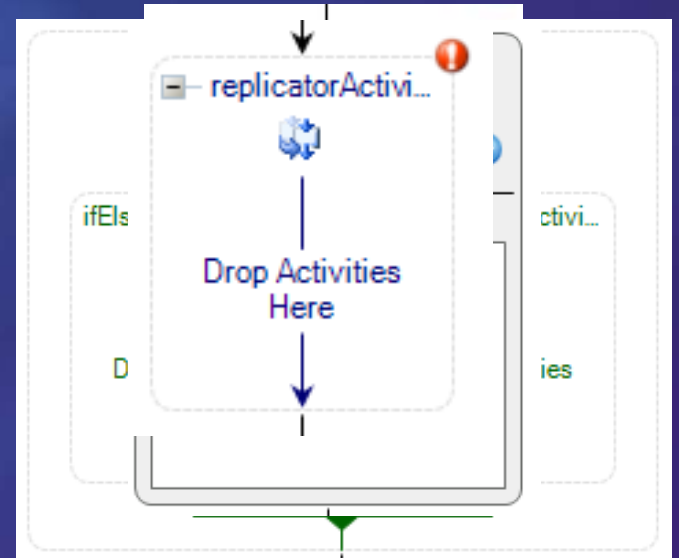 replicatorActivi...
ifEls
ctivi...
Drop Activities
Here
D
ies